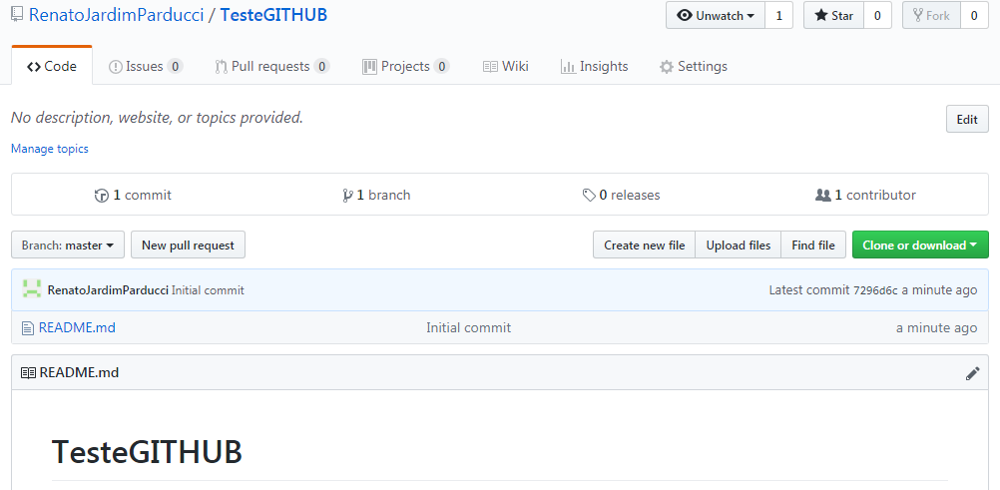 RenatoJardimParducci / TesteGITHUB Unwatch 1 Star 0 Fork 0
Code Issues 0 Pull requests 0 Projects 0 Wiki Insights Settings
No description, website, or topics provided. Edit
Manage topics
1 commit 1 branch 0 releases 1 contributor
Branch: master New pull request Create new file Upload files Find file Clone or download
RenatoJardimParducci Initial commit Latest commit 7296d6c a minute ago
README.md Initial commit a minute ago
README.md
TesteGITHUB